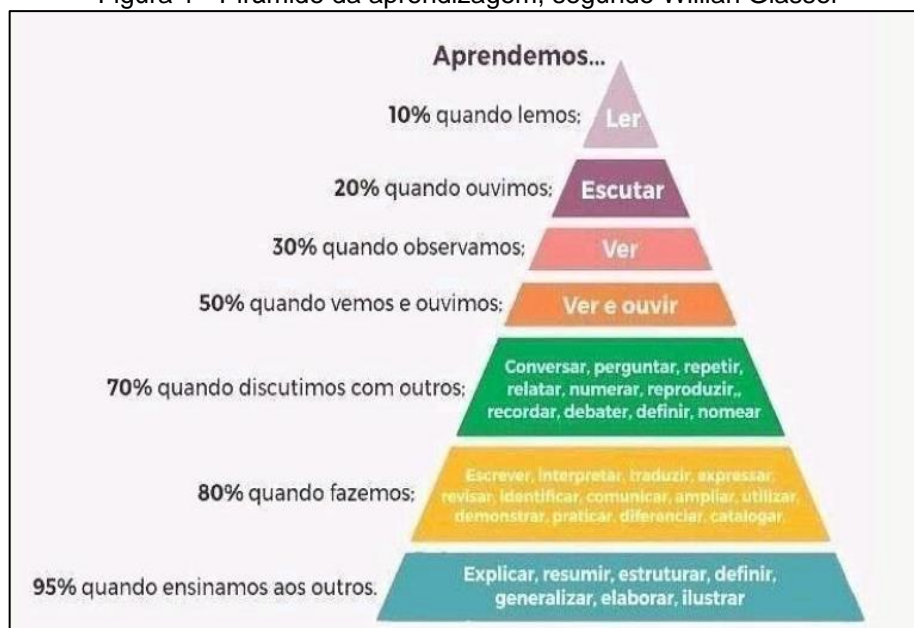 Aprendemos...
10% quando lemos;
Ler
20% quando ouvimos;
Escutar
30% quando observamos;
Ver
50% quando vemos e ouvimos;
Ver e ouvir
70% quando discutimos com outros;
Conversar, perguntar, repetir,
relatar, numerar, reproduzir,,
recordar, debater, definir, nomear
80% quando fazemos;
Escrever, interpretar, traduzir, expressar,
revisar, identificar, comunicar, ampliar, utilizar,
demonstrar, praticar, diferenciar, catalogar.
95% quando ensinamos aos outros.
Explicar, resumir, estruturar, definir,
generalizar, elaborar, ilustrar